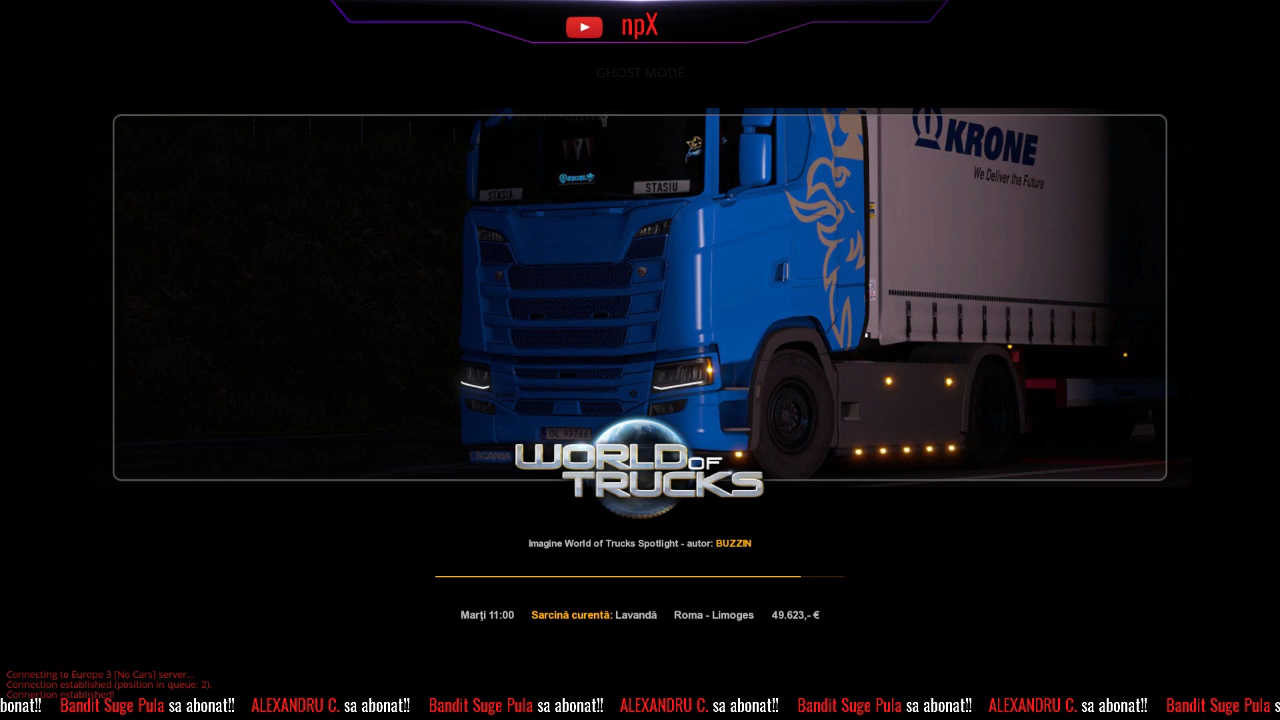 npX
GHOST MODE
KRONE
We Deliver the Future
STASIA
STASIU
SCANIA
WORLD OF
TRUCKS
Imagine World of Trucks Spotlight - autor: BUZZIN
Marţi 11:00 Sarcină curentă: Lavandă Roma - Limoges 49.623,- €
Connecting to Europe 3 [No Cars] server...
Connection established (position in queue: 2).
Connection established!
bonat!! Bandit Suge Pula sa abonat!! ALEXANDRU C. sa abonat!! Bandit Suge Pula sa abonat!! ALEXANDRU C. sa abonat!! Bandit Suge Pula sa abonat!! ALEXANDRU C. sa abonat!! Bandit Suge Pula s